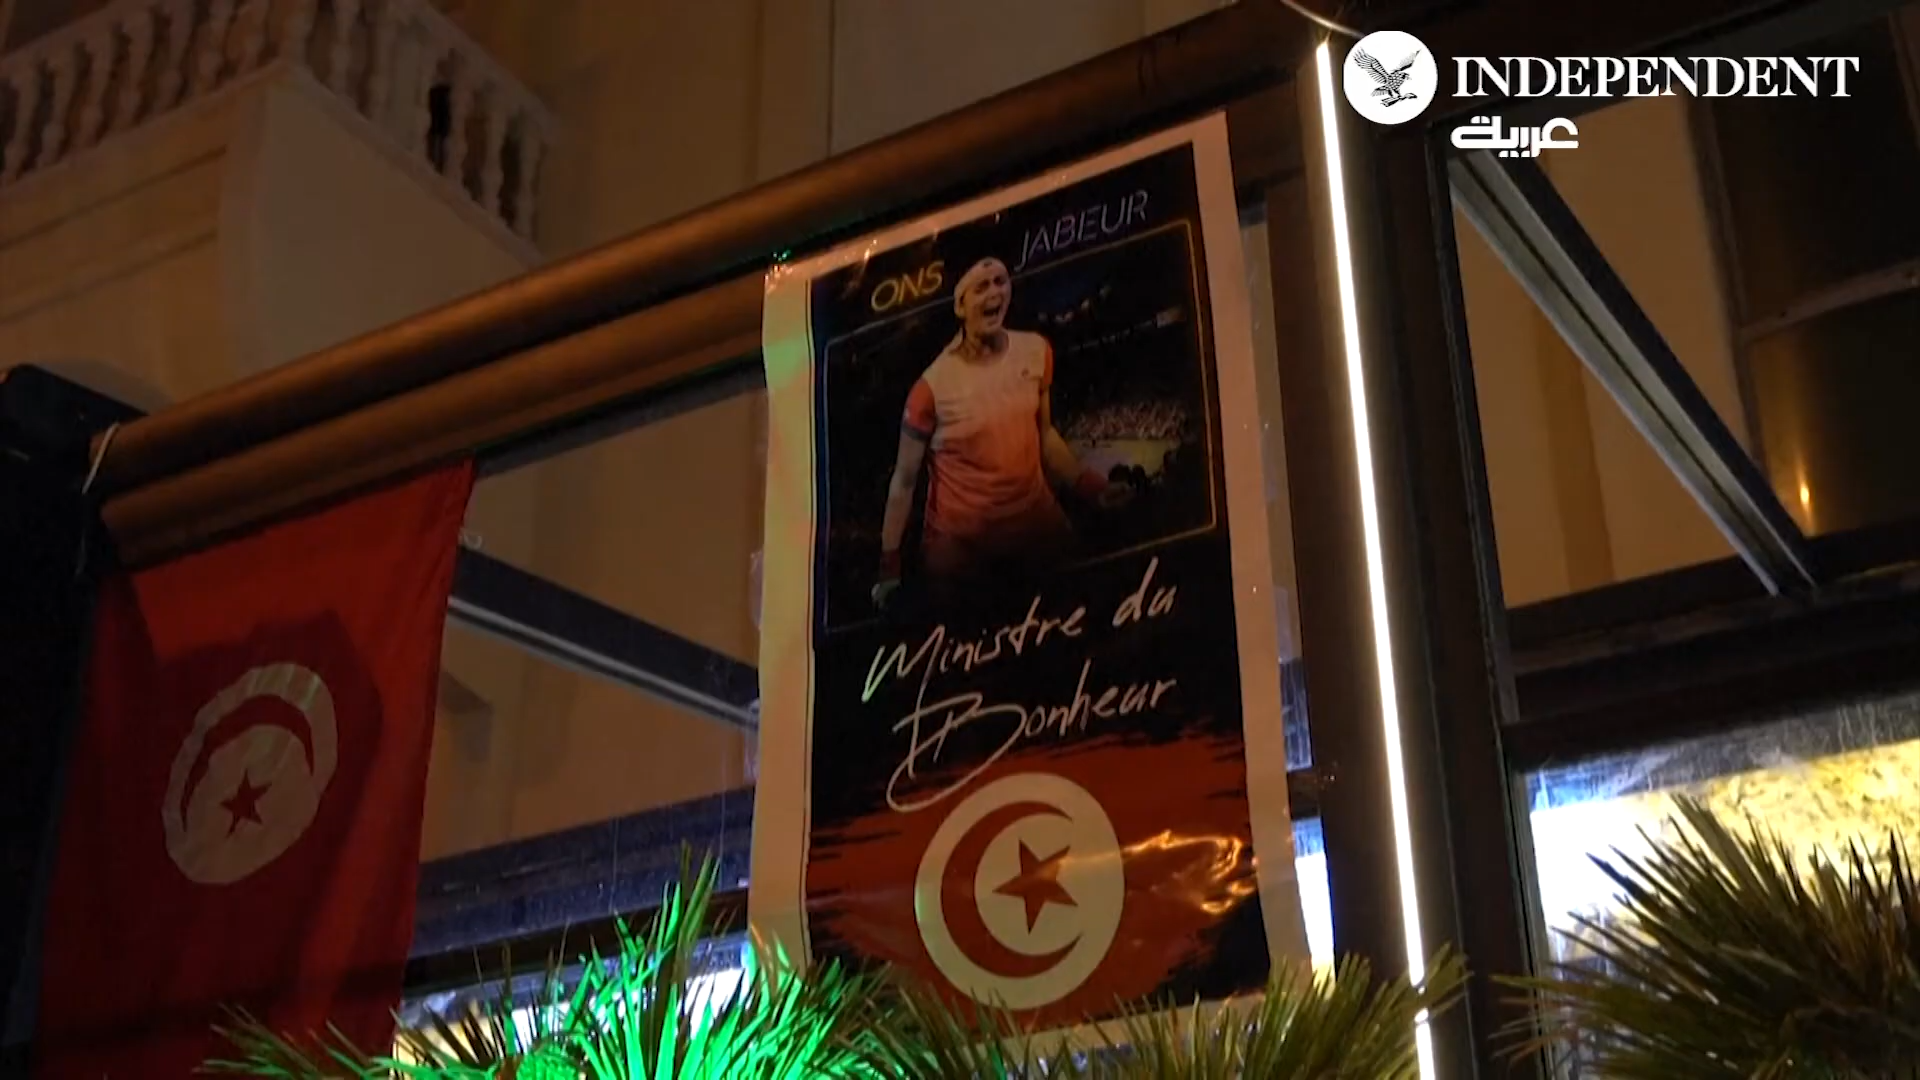 INDEPENDENT
عربية
ONS JABEUR
Ministre du
Bonheur